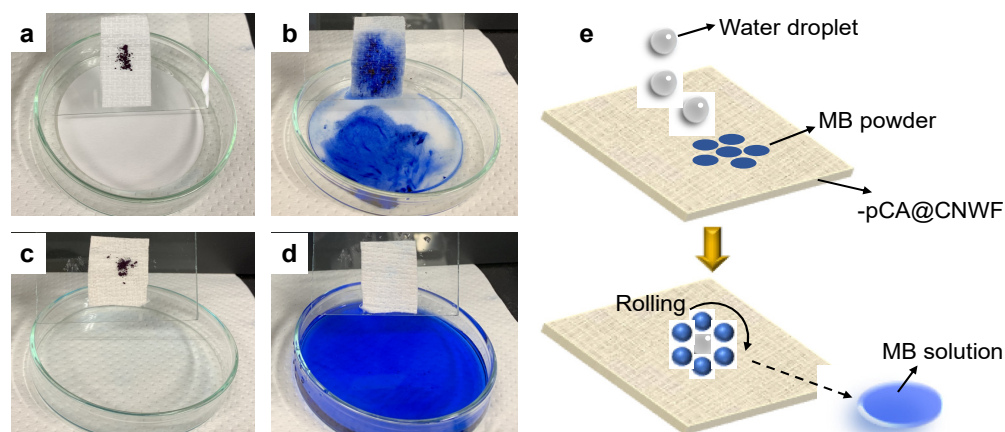 a
b
c
d
e
Water droplet
MB powder
-pCA@CNWF
Rolling
MB solution